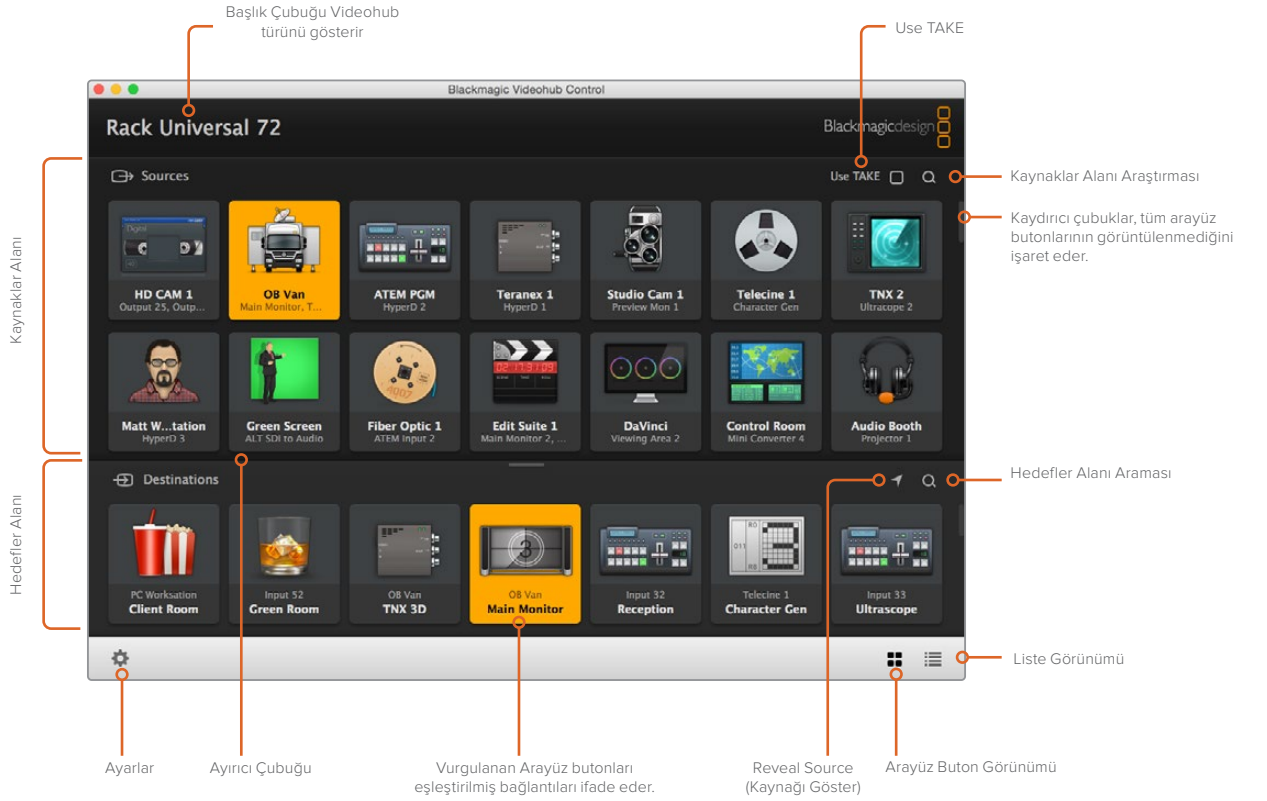 Başlık Çubuğu Videohub
türünü gösterir
Use TAKE
Blackmagic Videohub Control
Rack Universal 72
Blackmagicdesign
Kaynaklar Alanı
Sources
Use TAKE
Kaynaklar Alanı Araştırması
Kaydırıcı çubuklar, tüm arayüz
butonlarının görüntülenmediğini
işaret eder.
Digital
HD CAM 1
Output 25, Outp...
OB Van
Main Monitor, T...
ATEM PGM
HyperD 2
Teranex 1
HyperD 1
Studio Cam 1
Preview Mon 1
Telecine 1
Character Gen
TNX 2
Ultrascope 2
Matt W...tation
HyperD 3
Green Screen
ALT SDI to Audio
A007
Fiber Optic 1
ATEM Input 2
Edit Suite 1
Main Monitor 2, ...
DaVinci
Viewing Area 2
Control Room
Mini Converter 4
Audio Booth
Projector 1
Hedefler Alanı
Destinations
Hedefler Alanı Araması
PC Worksation
Client Room
Input 52
Green Room
OB Van
TNX 3D
3
OB Van
Main Monitor
Input 32
Reception
R0
011
R0
Telecine 1
Character Gen
Input 33
Ultrascope
Liste Görünümü
Ayarlar
Ayırıcı Çubuğu
Vurgulanan Arayüz butonları
eşleştirilmiş bağlantıları ifade eder.
Reveal Source
(Kaynağı Göster)
Arayüz Buton Görünümü